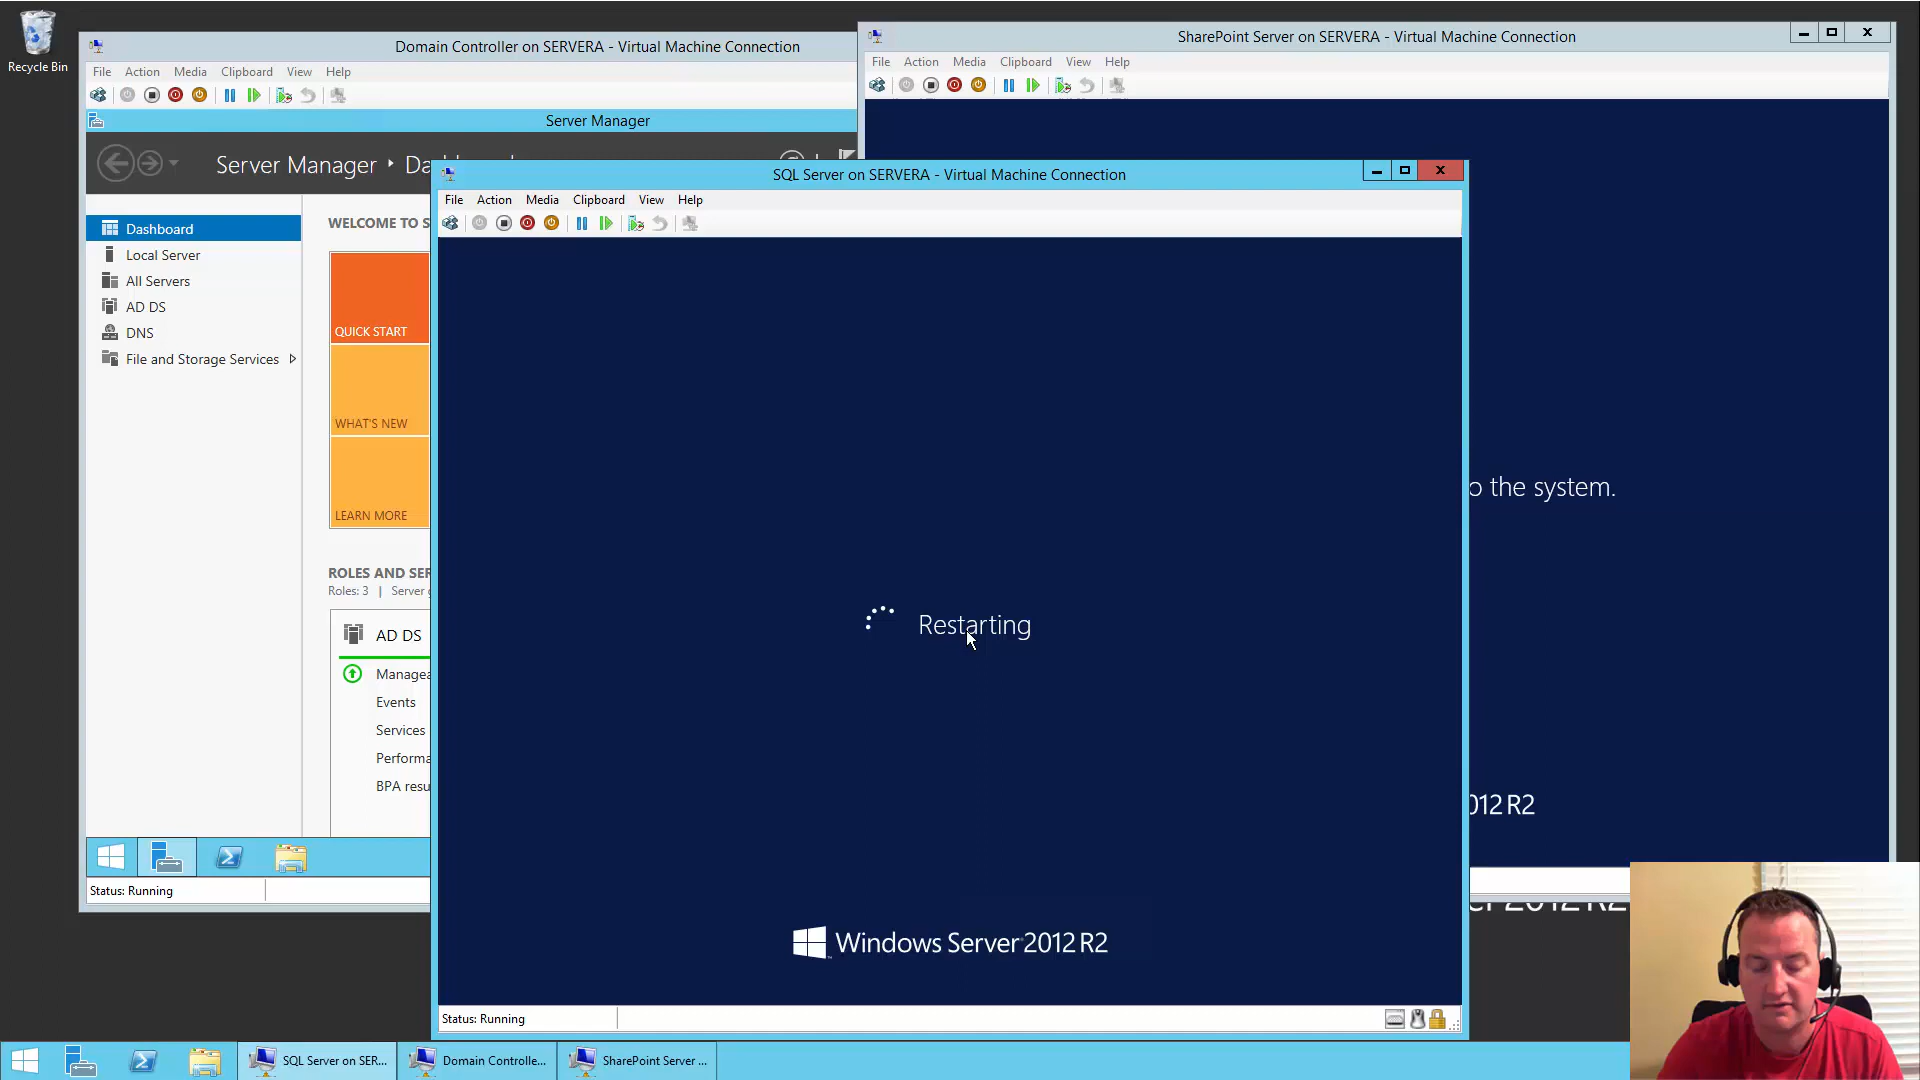 Recycle Bin
Domain Controller on SERVERA - Virtual Machine Connection
File Action Media Clipboard View Help
Server Manager
Server Manager
Dashboard
Local Server
All Servers
AD DS
DNS
File and Storage Services
WELCOME TO S
QUICK START
WHAT'S NEW
LEARN MORE
ROLES AND SER
Roles: 3 | Server
AD DS
Managea
Events
Services
Performa
BPA resu
Status: Running
SharePoint Server on SERVERA - Virtual Machine Connection
File Action Media Clipboard View Help
o the system.
012 R2
SQL Server on SERVERA - Virtual Machine Connection
File Action Media Clipboard View Help
Restarting
Windows Server 2012 R2
Status: Running
SQL Server on SER...
Domain Controlle...
SharePoint Server ...